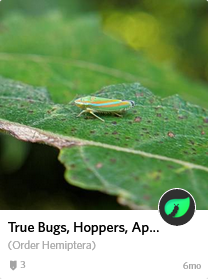 True Bugs, Hoppers, Ap...
(Order Hemiptera)
3
6mo